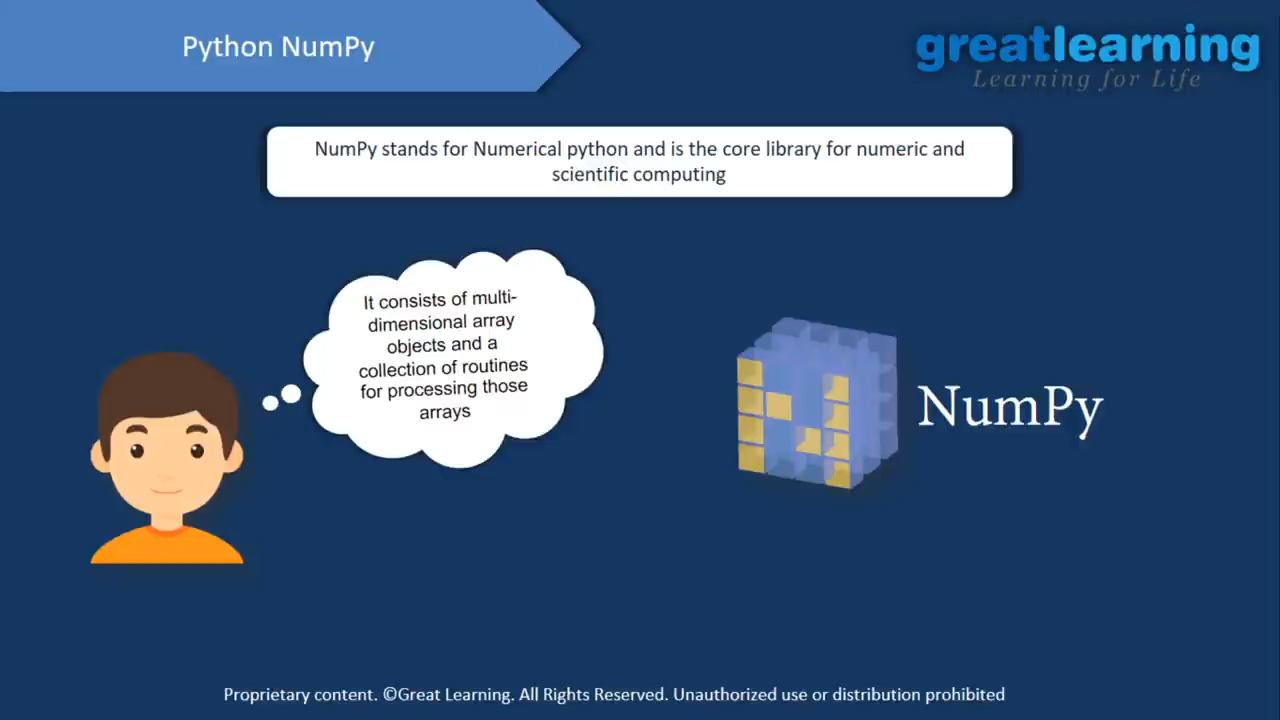 Python NumPy
greatlearning
Learning for Life
NumPy stands for Numerical python and is the core library for numeric and
scientific computing
It consists of multi-
dimensional array
objects and a
collection of routines
for processing those
arrays
NumPy
Proprietary content. ©Great Learning. All Rights Reserved. Unauthorized use or distribution prohibited